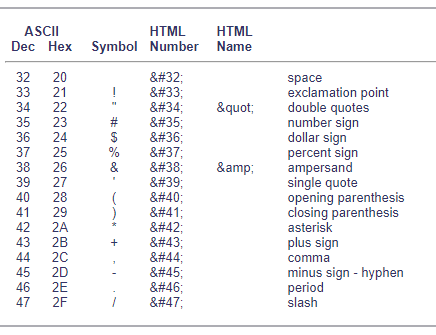 ASCII HTML HTML
Dec Hex Symbol Number Name
32 20 &#32; space
33 21 ! &#33; exclamation point
34 22 " &#34; &quot; double quotes
35 23 # &#35; number sign
36 24 $ &#36; dollar sign
37 25 % &#37; percent sign
38 26 & &#38; &amp; ampersand
39 27 ' &#39; single quote
40 28 ( &#40; opening parenthesis
41 29 ) &#41; closing parenthesis
42 2A * &#42; asterisk
43 2B + &#43; plus sign
44 2C , &#44; comma
45 2D - &#45; minus sign - hyphen
46 2E . &#46; period
47 2F / &#47; slash